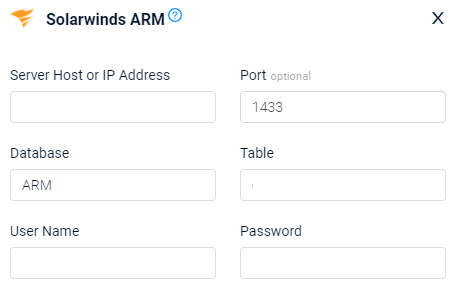 Solarwinds ARM ?
X
Server Host or IP Address
Port optional
1433
Database
Table
ARM
User Name
Password